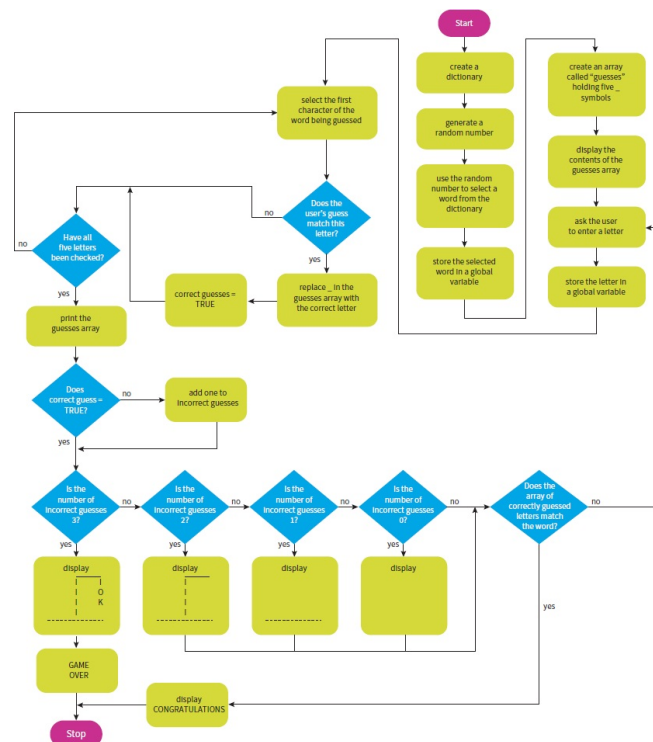 Start
create a
dictionary
generate a
random number
use the random
number to select a
word from the
dictionary
store the selected
word in a global
variable
create an array
called “guesses”
holding five _
symbols
display the
contents of the
guesses array
ask the user
to enter a letter
store the letter in
a global variable
select the first
character of the
word being guessed
Does the
user's guess
match this
letter?
no
yes
replace _ in the
guesses array with
the correct letter
correct guesses =
TRUE
Have all
five letters
been checked?
no
yes
print the
guesses array
Does
correct guess =
TRUE?
no
add one to
incorrect guesses
yes
Is the
number of
incorrect guesses
3?
no
yes
display
O
K
GAME
OVER
Is the
number of
incorrect guesses
2?
no
yes
display
Is the
number of
incorrect guesses
1?
no
yes
display
Is the
number of
incorrect guesses
0?
no
yes
display
Does the
array of
correctly guessed
letters match
the word?
no
yes
display
CONGRATULATIONS
Stop